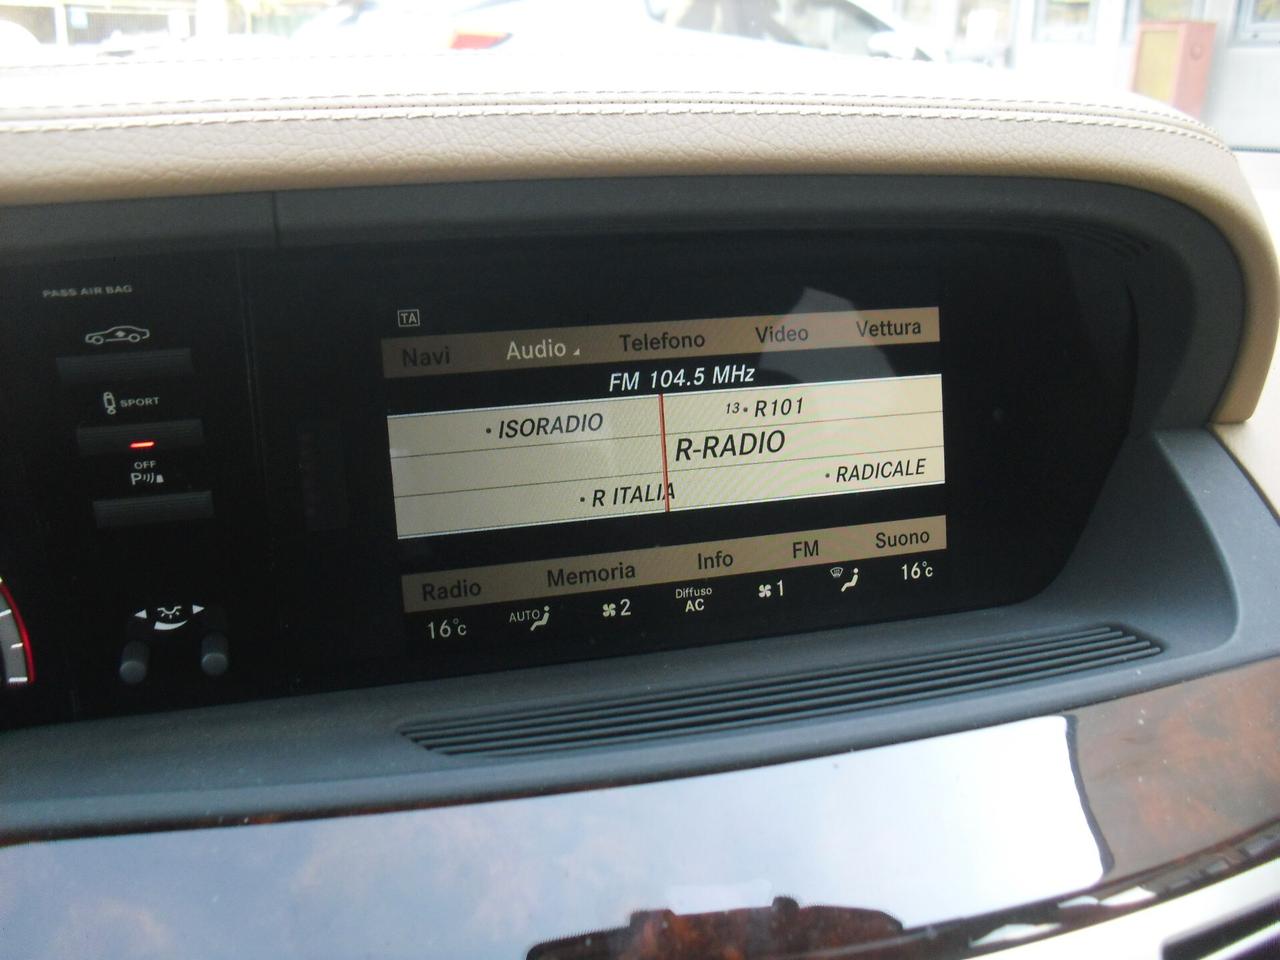 PASS AIR BAG
SPORT
OFF
P
TA
Navi Audio Telefono Video Vettura
FM 104.5 MHz
• ISORADIO 13• R101
R-RADIO
• R ITALIA • RADICALE
Radio Memoria Info FM Suono
16°C AUTO 2 Diffuso AC 1 16°C